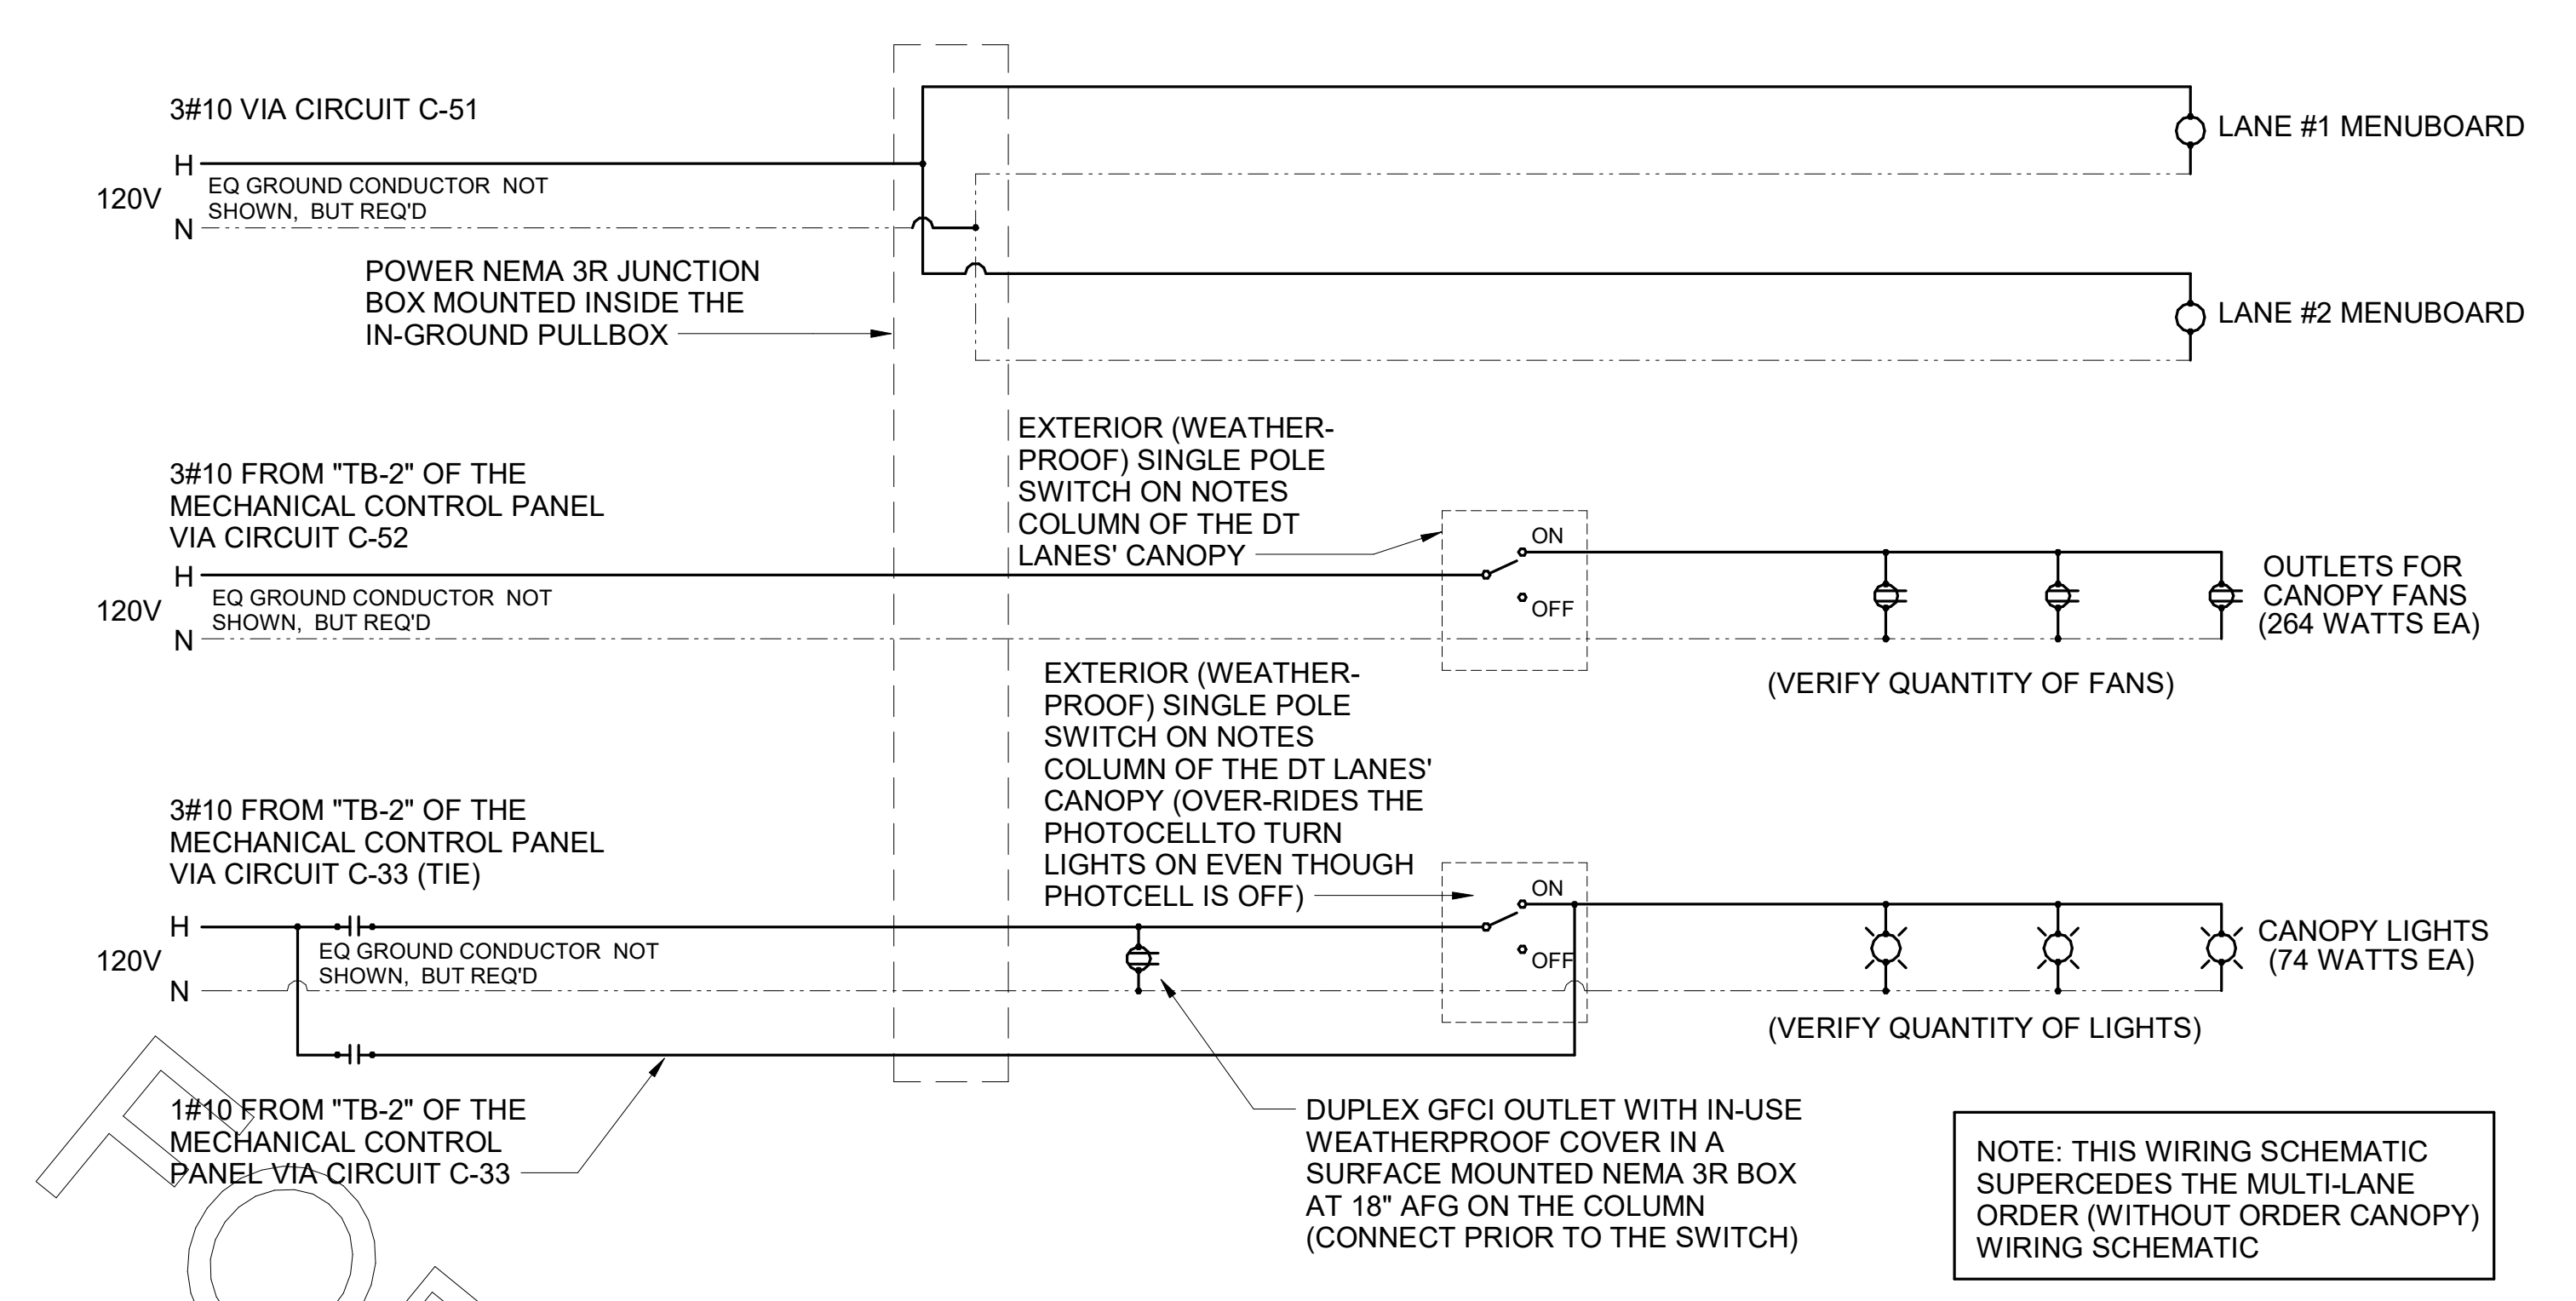 3#10 VIA CIRCUIT C-51
H
120V
EQ GROUND CONDUCTOR  NOT
SHOWN,  BUT REQ'D
N
LANE #1 MENUBOARD
POWER NEMA 3R JUNCTION
BOX MOUNTED INSIDE THE
IN-GROUND PULLBOX
LANE #2 MENUBOARD
3#10 FROM "TB-2" OF THE
MECHANICAL CONTROL PANEL
VIA CIRCUIT C-52
H
120V
EQ GROUND CONDUCTOR  NOT
SHOWN,  BUT REQ'D
N
EXTERIOR (WEATHER-
PROOF) SINGLE POLE
SWITCH ON NOTES
COLUMN OF THE DT
LANES' CANOPY
ON
OFF
OUTLETS FOR
CANOPY FANS
(264 WATTS EA)
(VERIFY QUANTITY OF FANS)
3#10 FROM "TB-2" OF THE
MECHANICAL CONTROL PANEL
VIA CIRCUIT C-33 (TIE)
H
120V
EQ GROUND CONDUCTOR  NOT
SHOWN,  BUT REQ'D
N
EXTERIOR (WEATHER-
PROOF) SINGLE POLE
SWITCH ON NOTES
COLUMN OF THE DT LANES'
CANOPY (OVER-RIDES THE
PHOTOCELLTO TURN
LIGHTS ON EVEN THOUGH
PHOTCELL IS OFF)
ON
OFF
CANOPY LIGHTS
(74 WATTS EA)
(VERIFY QUANTITY OF LIGHTS)
1#10 FROM "TB-2" OF THE
MECHANICAL CONTROL
PANEL VIA CIRCUIT C-33
DUPLEX GFCI OUTLET WITH IN-USE
WEATHERPROOF COVER IN A
SURFACE MOUNTED NEMA 3R BOX
AT 18" AFG ON THE COLUMN
(CONNECT PRIOR TO THE SWITCH)
NOTE: THIS WIRING SCHEMATIC
SUPERCEDES THE MULTI-LANE
ORDER (WITHOUT ORDER CANOPY)
WIRING SCHEMATIC